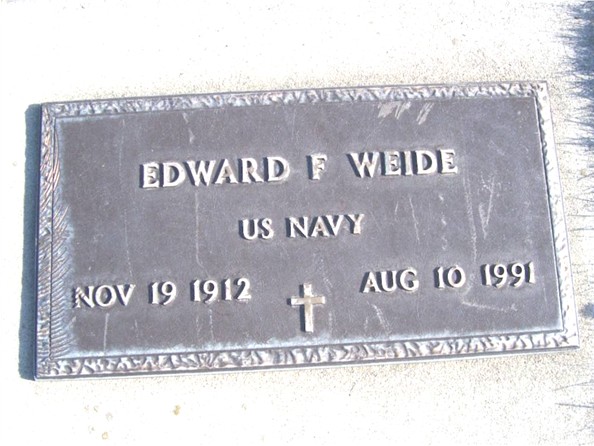 EDWARD F WEIDE
US NAVY
NOV 19 1912 AUG 10 1991